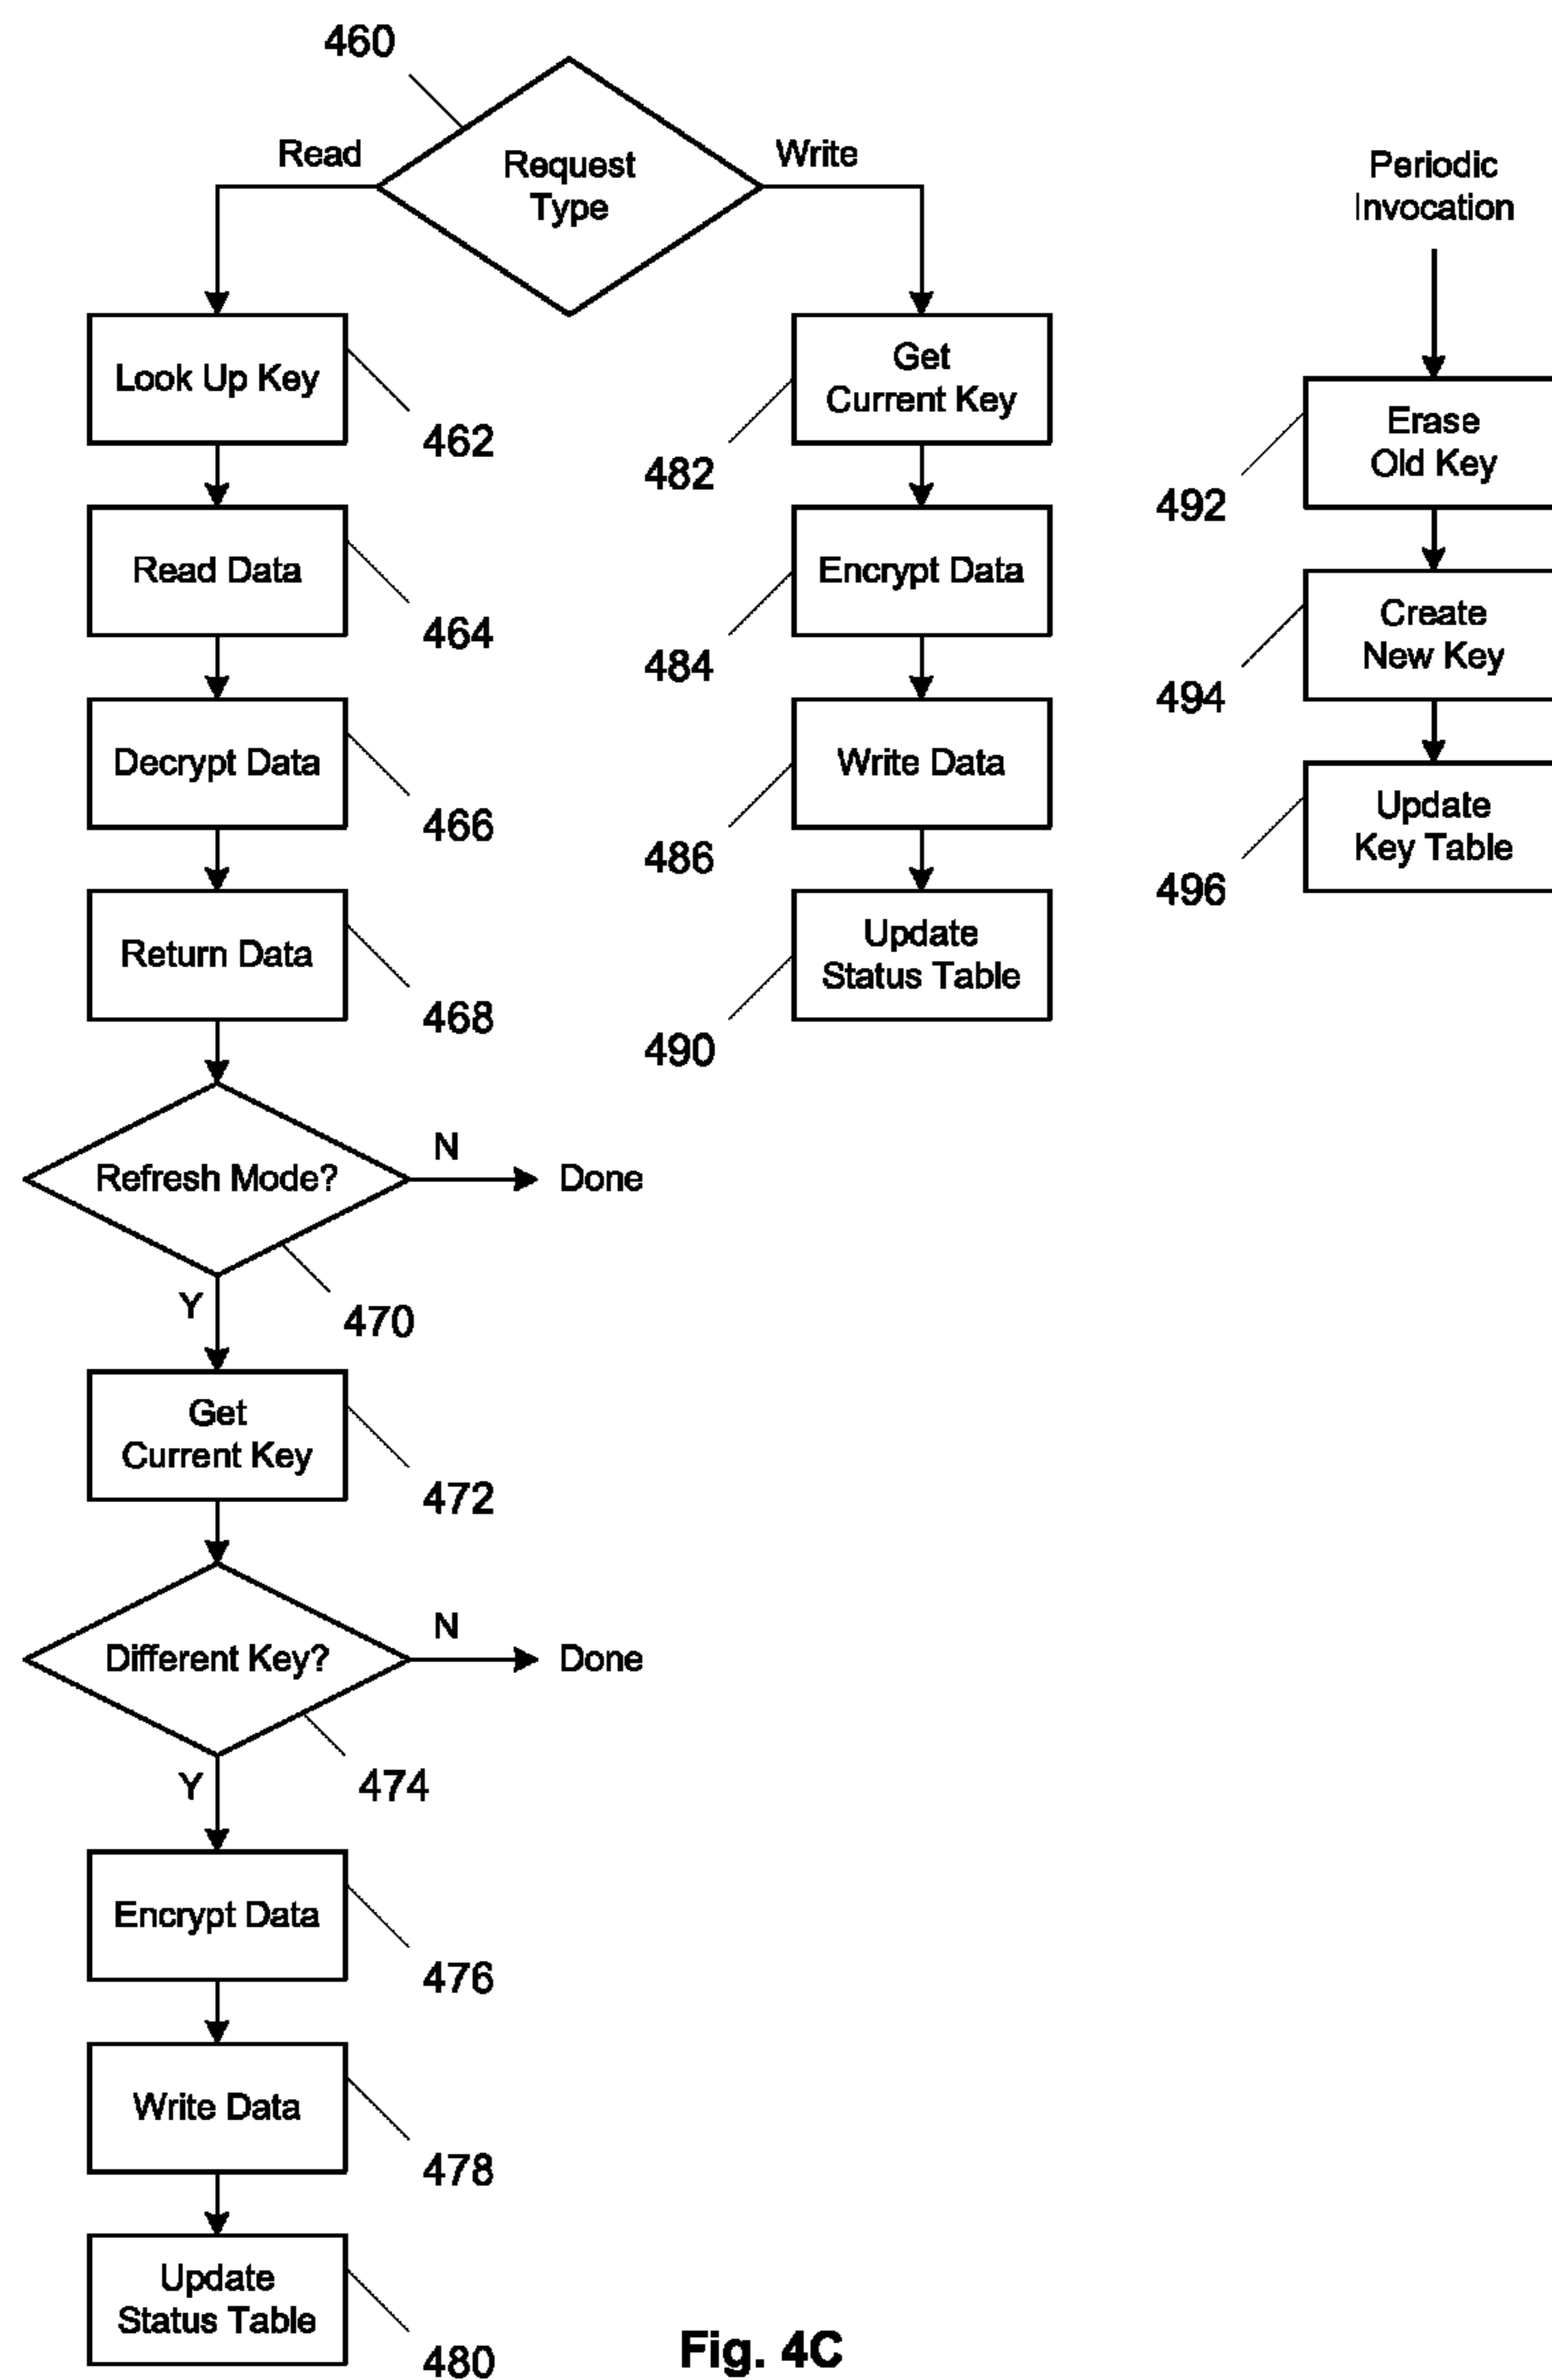 460
Read
Request
Type
Write
Look Up Key
462
Read Data
464
Decrypt Data
466
Return Data
468
Refresh Mode?
N
Done
470
Y
Get
Current Key
472
Different Key?
N
Done
474
Y
Encrypt Data
476
Write Data
478
Update
Status Table
480
Get
Current Key
482
Encrypt Data
484
Write Data
486
Update
Status Table
490
Periodic
Invocation
Erase
Old Key
492
Create
New Key
494
Update
Key Table
496
Fig. 4C